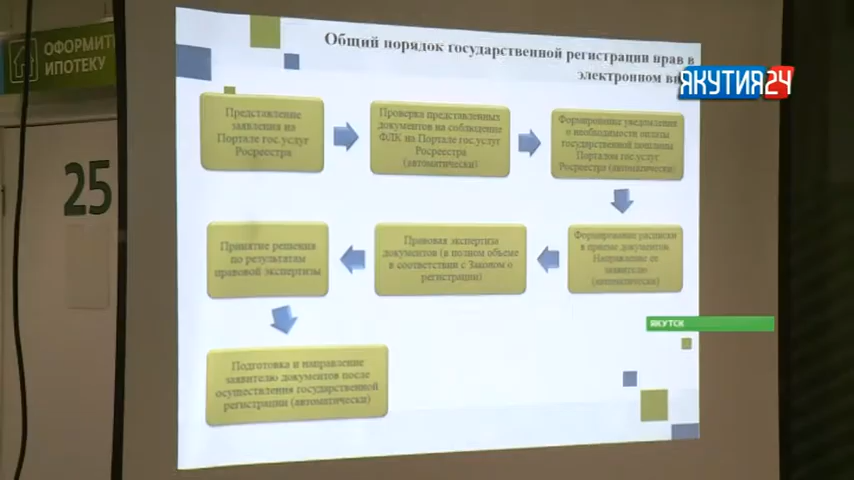 ОФОРМИТ
ИПОТЕКУ
25
Общий порядок государственной регистрации прав в
электронном ви
ЯКУТИЯ24
Представление
заявления на
Портале гос.услуг
Росреестра
Проверка представленных
документов на соблюдение
ФЛК на Портале гос.услуг
Росреестра
(автоматически)
Формирование уведомления
о необходимости оплаты
государственной пошлины
Порталом гос.услуг
Росреестра (автоматически)
Формирование расписки
в приеме документов.
Направление ее
заявителю
(автоматически)
Правовая экспертиза
документов (в полном объеме
в соответствии с Законом о
регистрации)
Принятие решения
по результатам
правовой экспертизы
Подготовка и направление
заявителю документов после
осуществления государственной
регистрации (автоматически)
ЯКУТСК